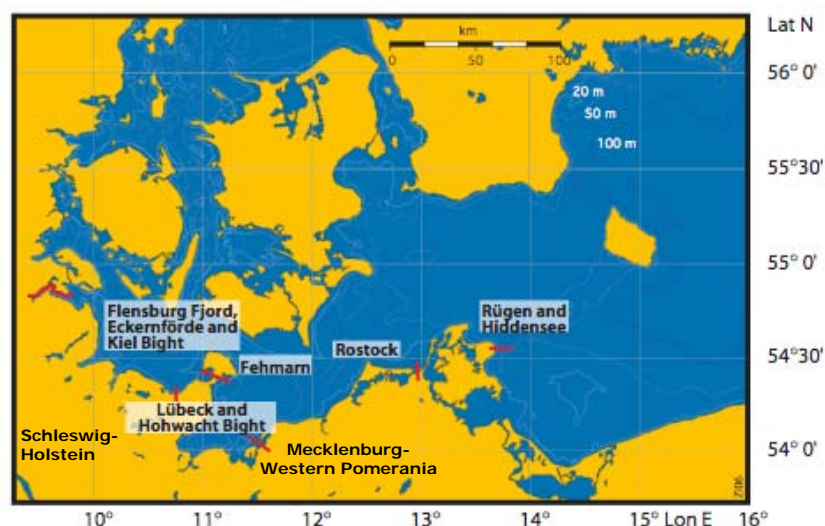 Lat N
km
0
50
100
56° 0'
20 m
50 m
100 m
55°30'
55° 0'
Flensburg Fjord,
Eckernförde and
Kiel Bight
Rügen and
Hiddensee
Rostock
54°30'
Fehmarn
Lübeck and
Hohwacht Bight
Schleswig-
Holstein
Mecklenburg-
Western Pomerania
54° 0'
10°
11°
12°
13°
14°
15° Lon E
16°